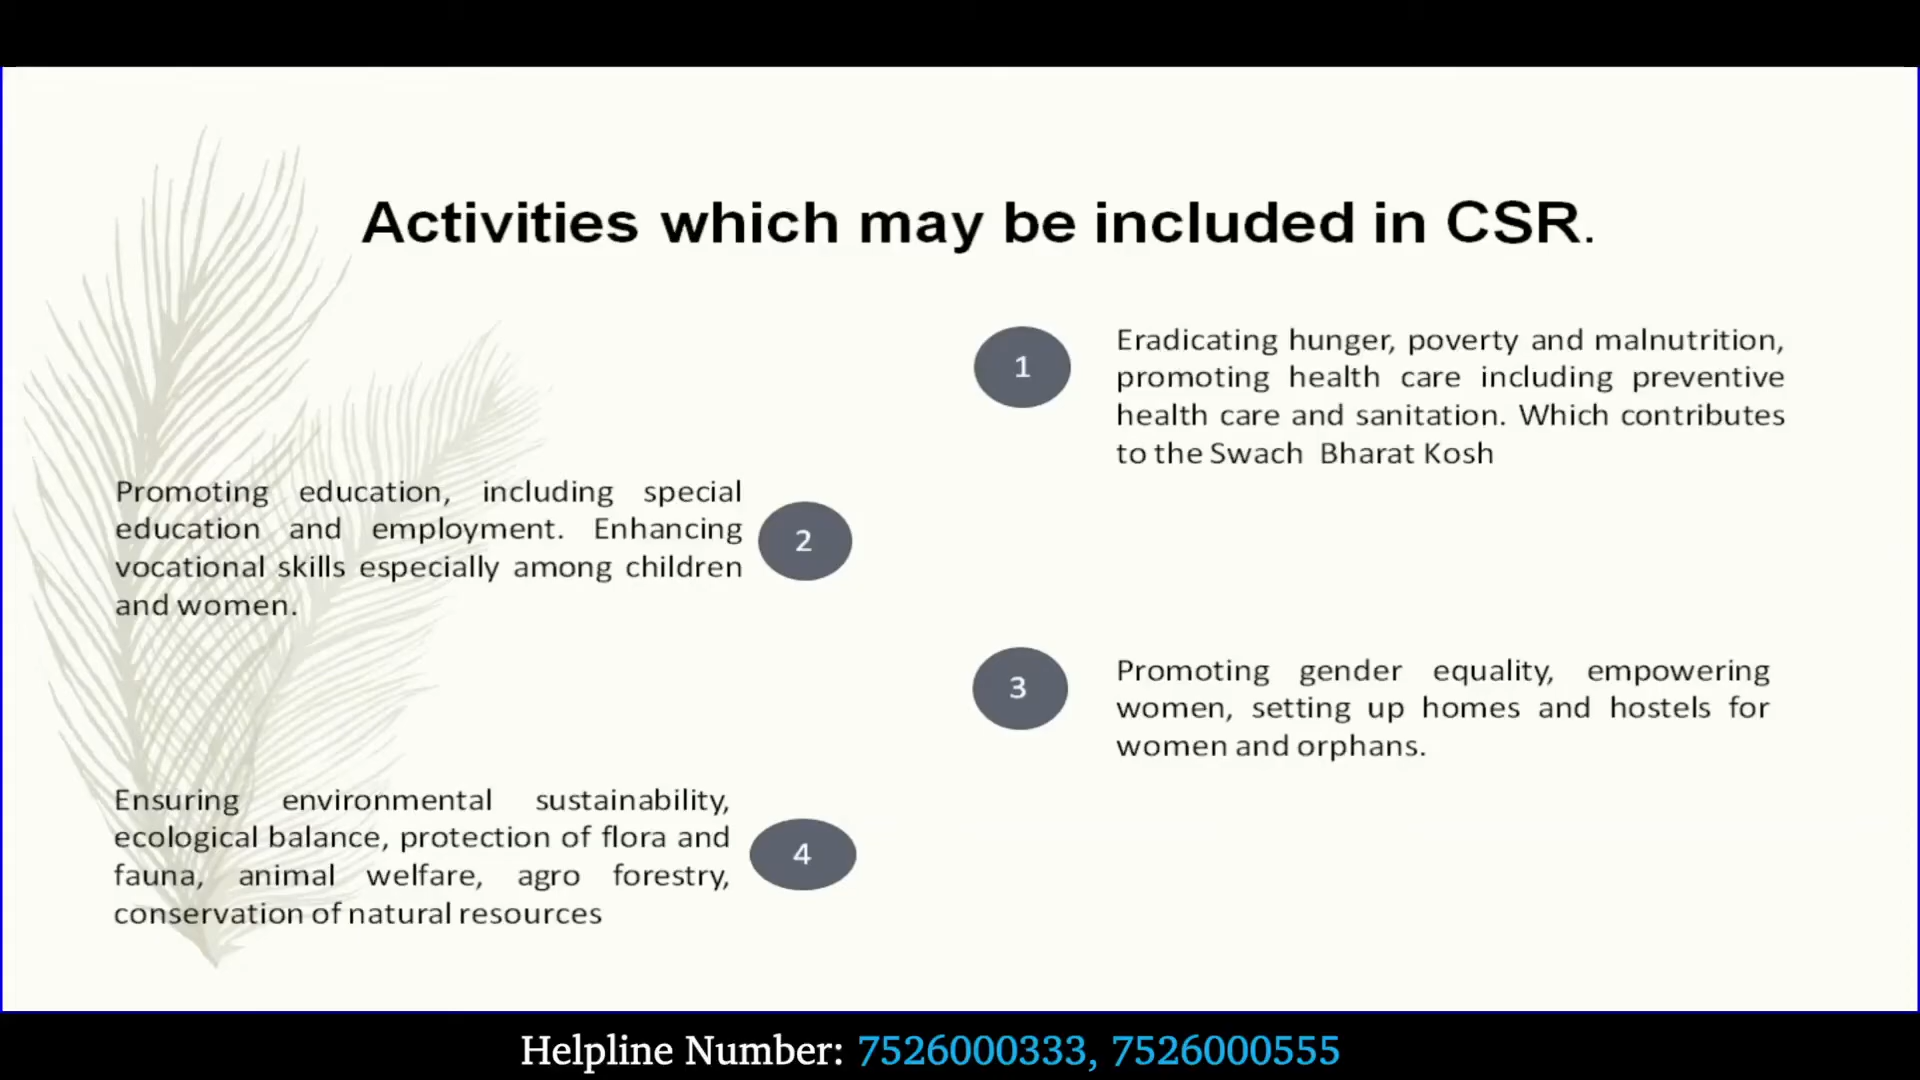 Activities which may be included in CSR.
1
Eradicating hunger, poverty and malnutrition,
promoting health care including preventive
health care and sanitation. Which contributes
to the Swach Bharat Kosh
2
Promoting education, including special
education and employment. Enhancing
vocational skills especially among children
and women.
3
Promoting gender equality, empowering
women, setting up homes and hostels for
women and orphans.
4
Ensuring environmental sustainability,
ecological balance, protection of flora and
fauna, animal welfare, agro forestry,
conservation of natural resources
Helpline Number: 7526000333, 7526000555